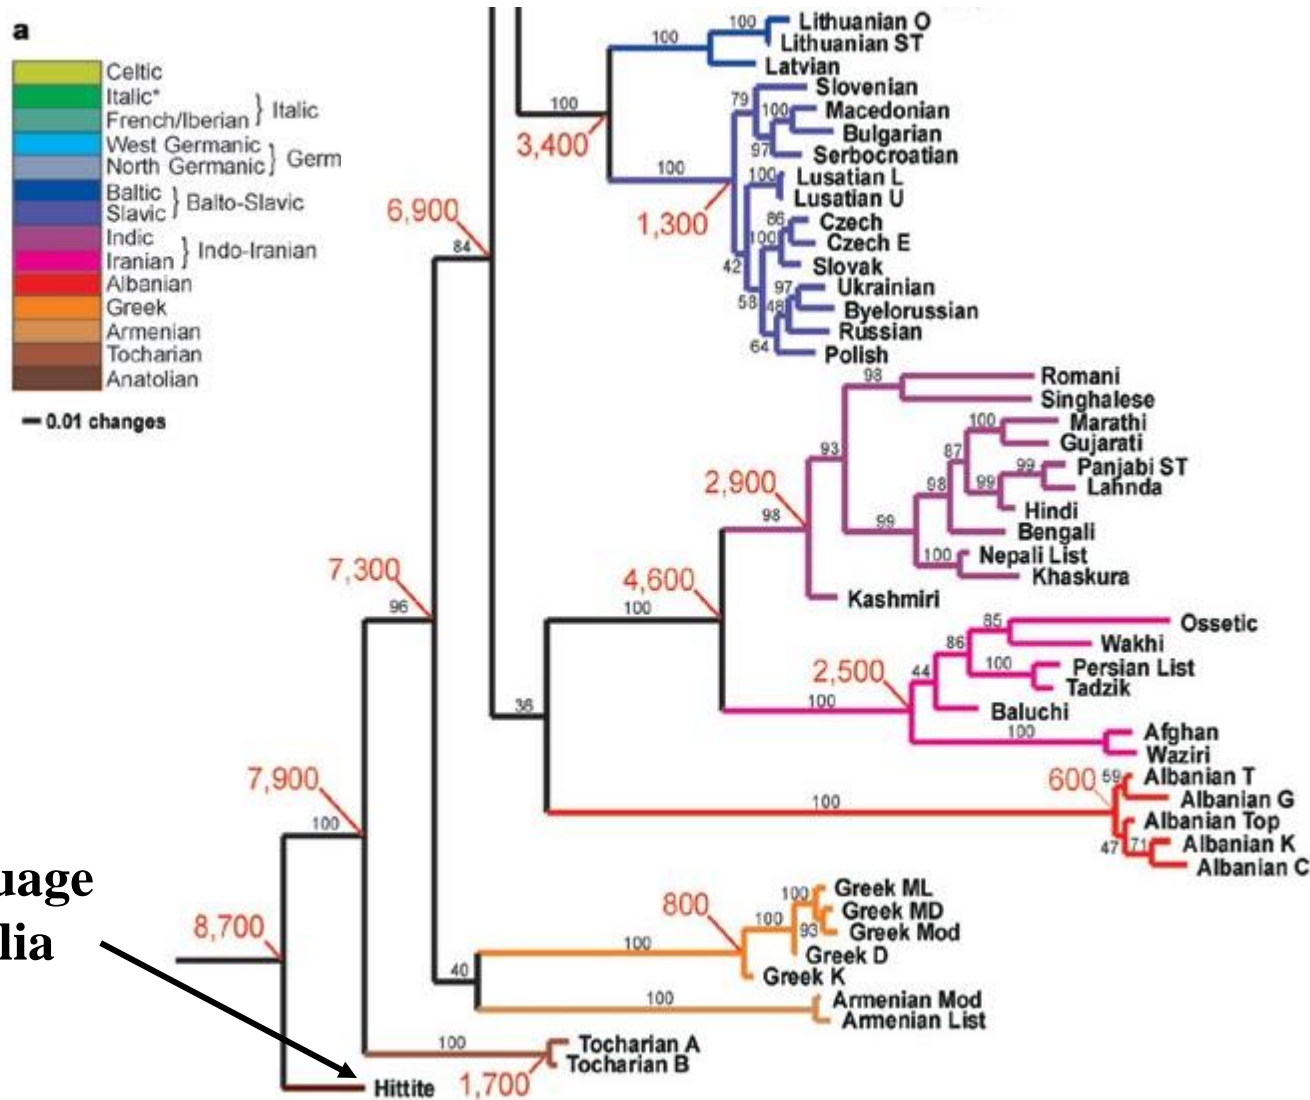 a
Celtic
Italic*
French/Iberian } Italic
West Germanic
North Germanic } Germ
Baltic
Slavic } Balto-Slavic
Indic
Iranian } Indo-Iranian
Albanian
Greek
Armenian
Tocharian
Anatolian
0.01 changes
100
100
Lithuanian O
Lithuanian ST
Latvian
100
3,400
79
Slovenian
100
Macedonian
Bulgarian
97
Serbocroatian
100
1,300
100
Lusatian L
Lusatian U
86
Czech
100
Czech E
Slovak
42
58
97
Ukrainian
48
Byelorussian
Russian
64
Polish
6,900
84
98
Romani
Singhalese
93
100
Marathi
Gujarati
87
99
Panjabi ST
Lahnda
98
99
Hindi
99
Bengali
100
Nepali List
Khaskura
2,900
98
Kashmiri
7,300
96
4,600
100
85
Ossetic
Wakhi
86
100
Persian List
Tadzik
44
2,500
100
Baluchi
100
Afghan
Waziri
36
600
59
Albanian T
Albanian G
100
Albanian Top
47
71
Albanian K
Albanian C
7,900
100
uage
lia
8,700
800
100
Greek ML
Greek MD
100
93
Greek Mod
Greek D
100
Greek K
40
100
Armenian Mod
Armenian List
100
Tocharian A
Tocharian B
1,700
Hittite